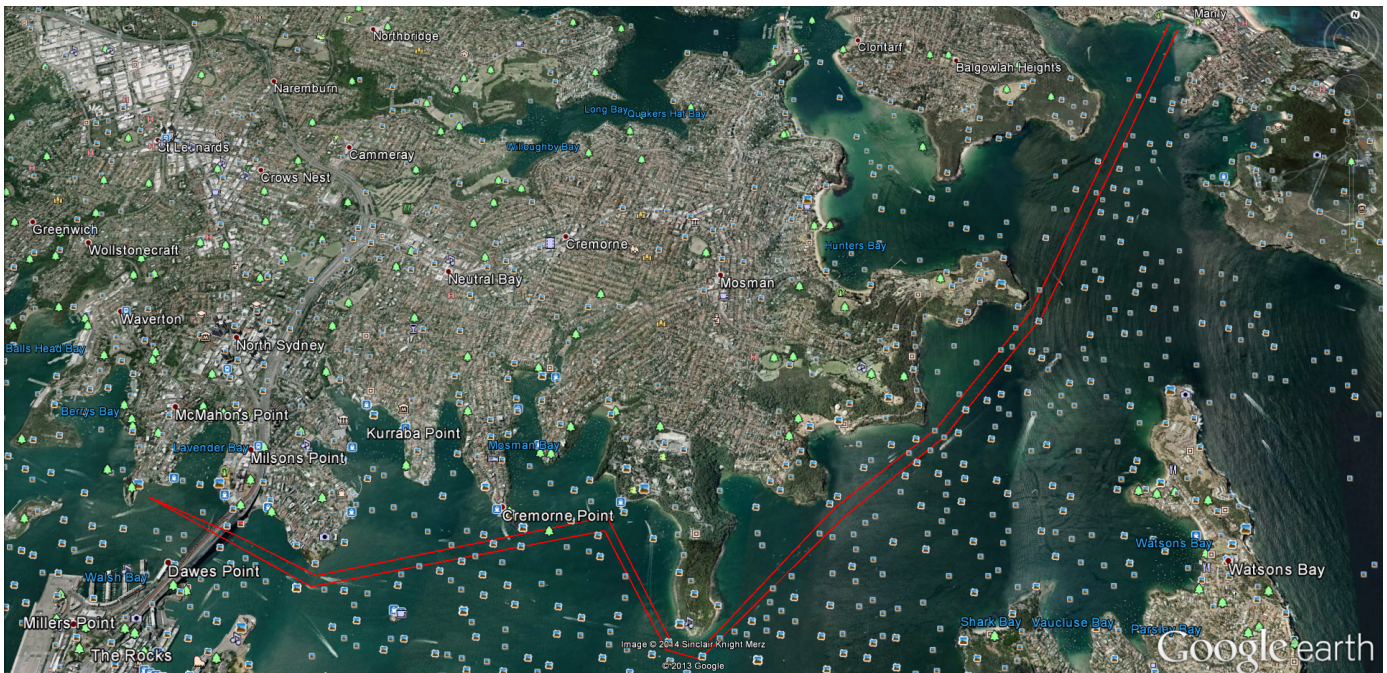 Manly
Northbridge
Clontarf
Balgowlah Heights
Naremburn
Long Bay
Quakers Hat Bay
St Leonards
Willoughby Bay
Cammeray
Crows Nest
Greenwich
Wollstonecraft
Cremorne
Hunters Bay
Neutral Bay
Mosman
Waverton
North Sydney
Balls Head Bay
Berrys Bay
McMahons Point
Kurraba Point
Lavender Bay
Mosman Bay
Milsons Point
Cremorne Point
Watsons Bay
Dawes Point
Watsons Bay
Walsh Bay
Millers Point
Shark Bay
Vaucluse Bay
Parsley Bay
The Rocks
Image © 2014 Sinclair Knight Merz
© 2013 Google
Google earth
N